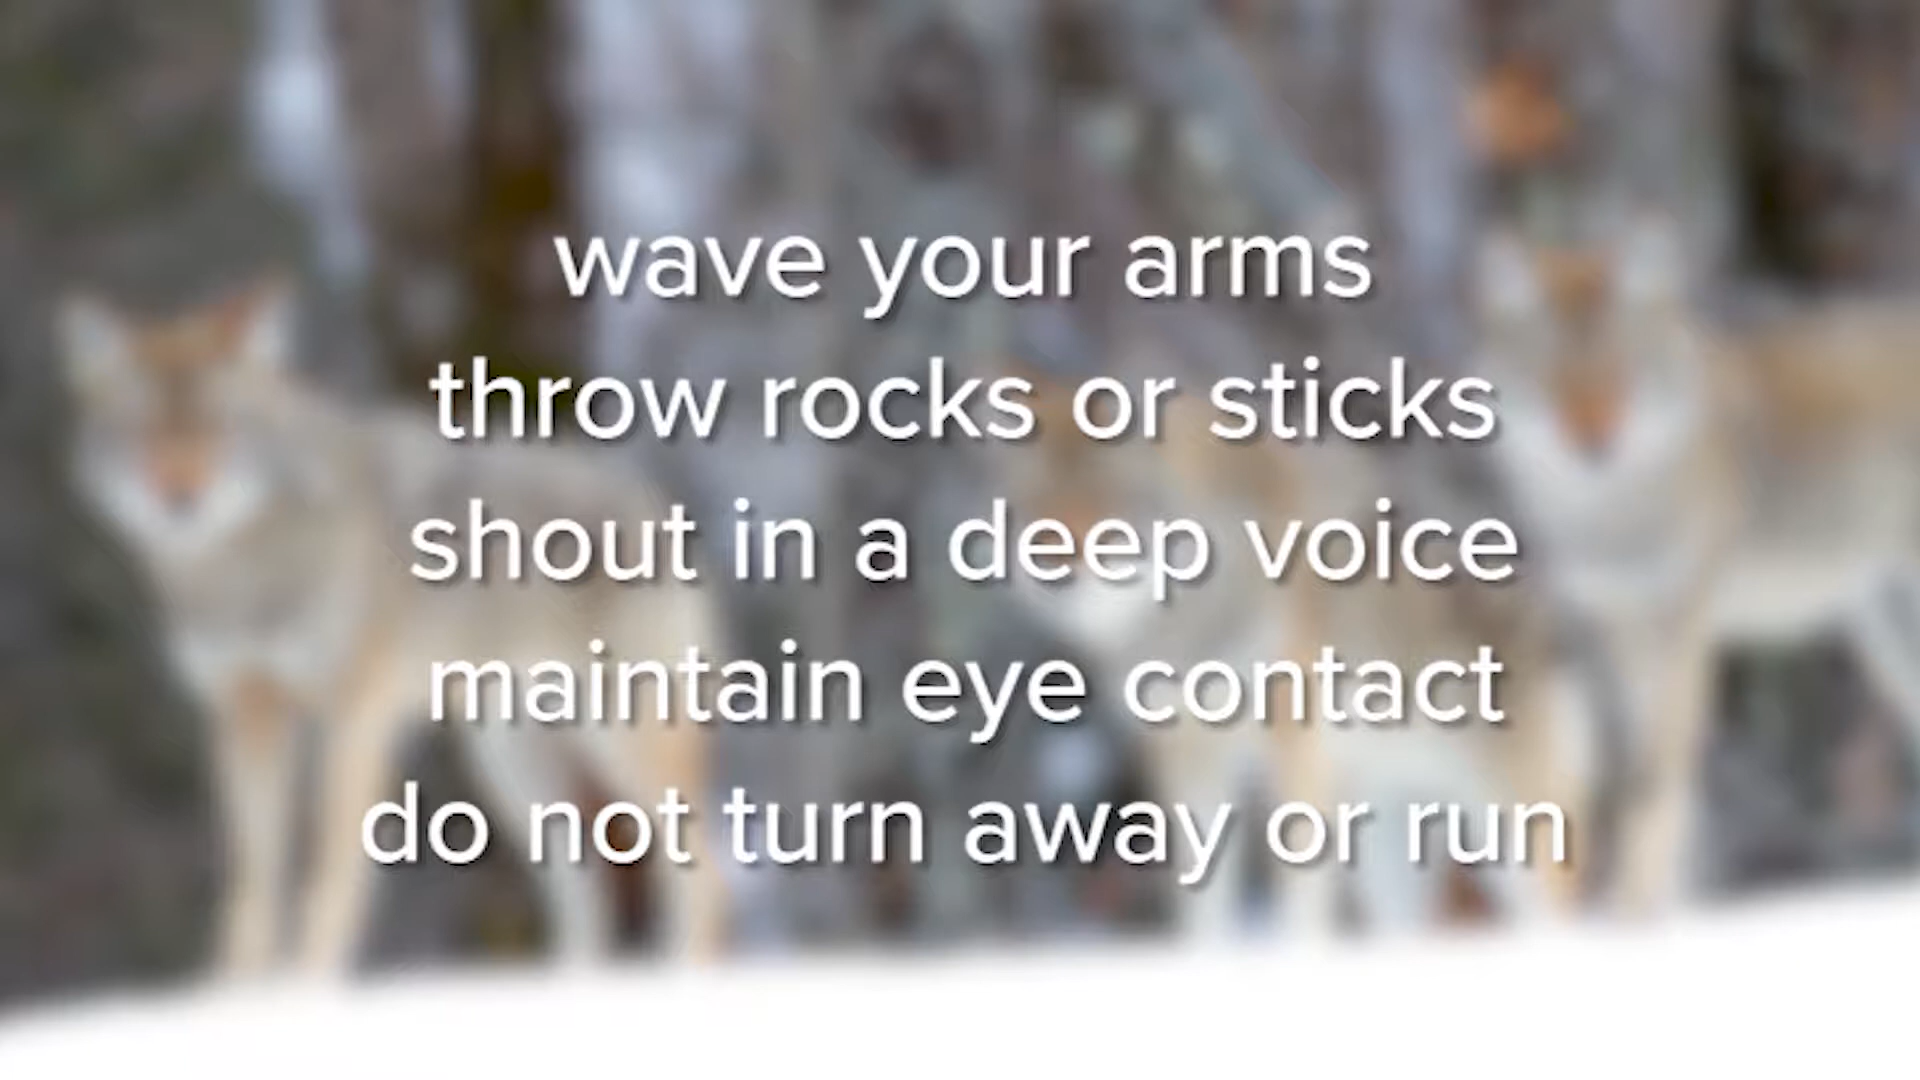 wave your arms
throw rocks or sticks
shout in a deep voice
maintain eye contact
do not turn away or run